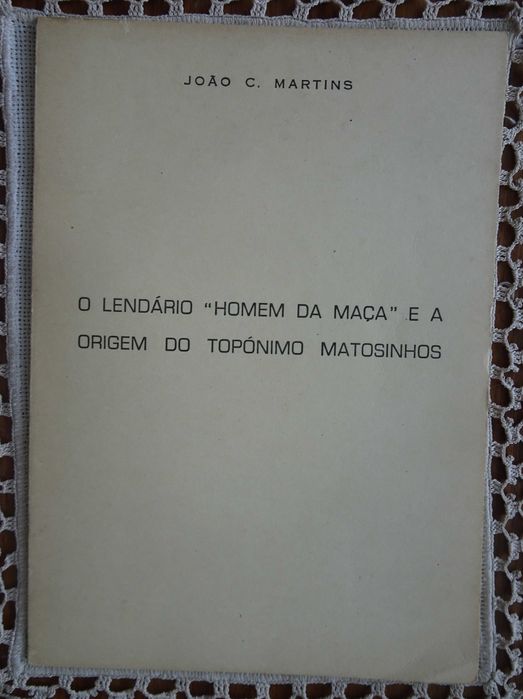 JOÃO C. MARTINS
O LENDÁRIO “HOMEM DA MAÇA” E A
ORIGEM DO TOPÓNIMO MATOSINHOS